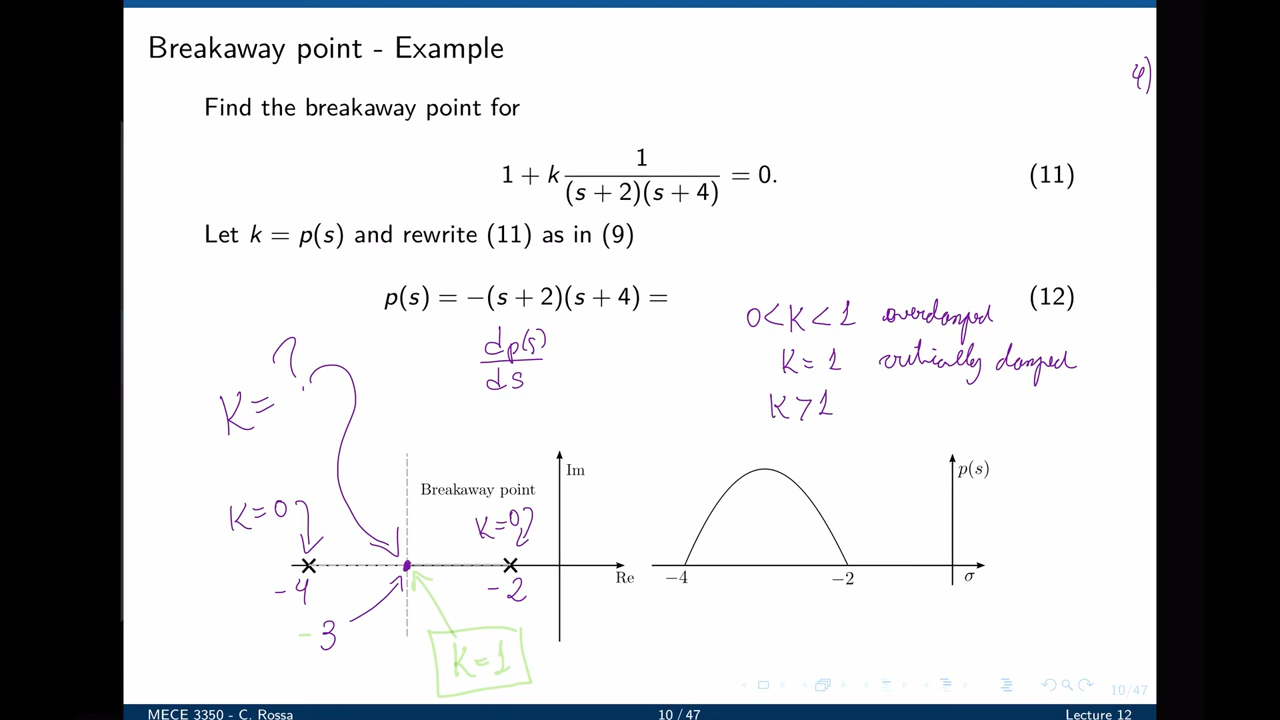 Breakaway point - Example
4)
Find the breakaway point for
1 + k 1/((s + 2)(s + 4)) = 0. (11)
Let k = p(s) and rewrite (11) as in (9)
p(s) = −(s + 2)(s + 4) = (12)
0 < K < 1 overdamped
dp(s)/ds
K = 1 critically damped
K = ?
K > 1
Im
p(s)
Breakaway point
K=0
K=0
Re
−4
−2
σ
-4
-2
-3
K=1
10/47
MECE 3350 - C. Rossa 10 / 47 Lecture 12